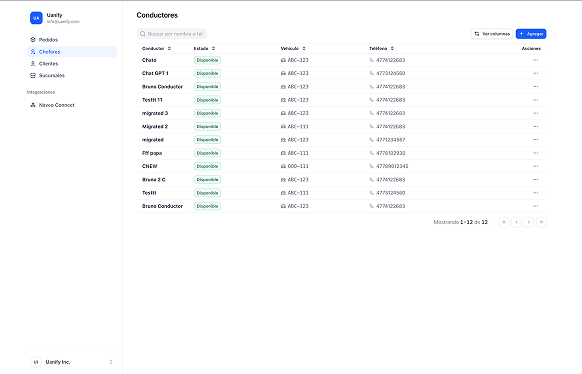 UA
Uanify
info@uanify.com
Pedidos
Choferes
Clientes
Sucursales
Integraciones
Naveo Connect
UI
Uanify Inc.
Conductores
Buscar por nombre o tel
Ver columnas
+ Agregar
Conductor Estado Vehículo Teléfono Acciones
Chato Disponible ABC-123 4774122683 ...
Chat GPT 1 Disponible ABC-123 4773124560 ...
Bruno Conductor Disponible ABC-123 4774122683 ...
Testtt 11 Disponible ABC-123 4774122683 ...
migrated 3 Disponible ABC-123 4774122683 ...
Migrated 2 Disponible ABC-111 4774122683 ...
migrated Disponible ABC-123 4771234567 ...
Fff papa Disponible ABC-111 4778102930 ...
CNEW Disponible 000-111 47789012345 ...
Bruno 2 C Disponible ABC-123 4774122683 ...
Testtt Disponible ABC-111 4773124560 ...
Bruno Conductor Disponible ABC-123 4774122683 ...
Mostrando 1-12 de 12
« ‹ › »